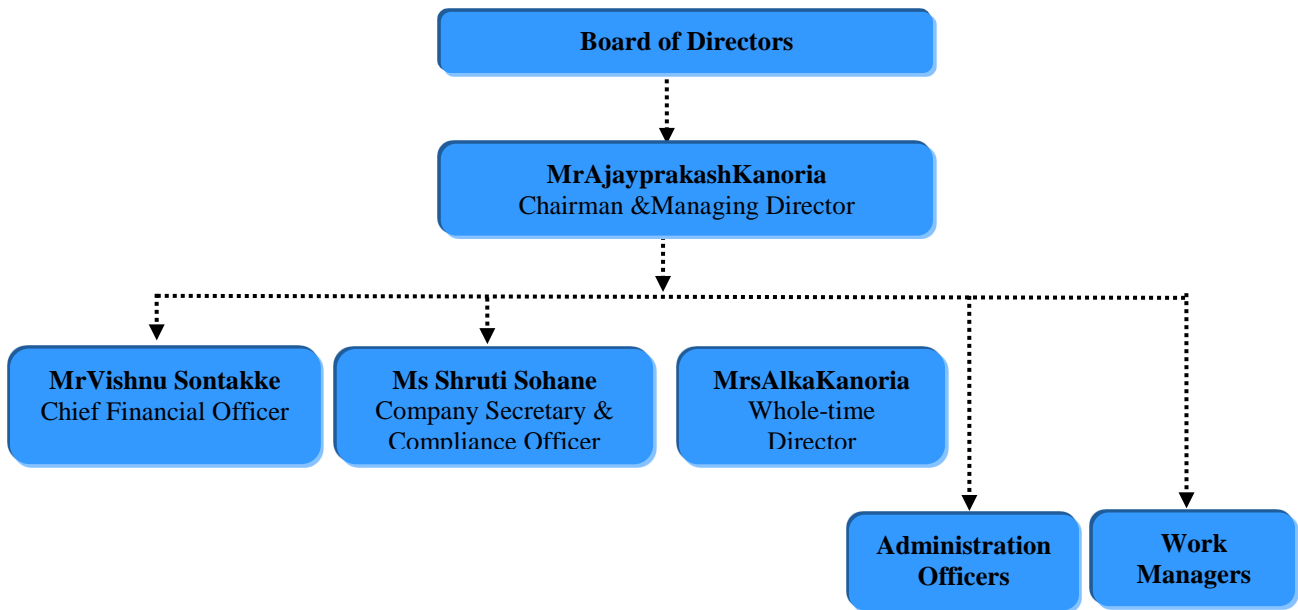 Board of Directors
MrAjayprakashKanoria
Chairman &Managing Director
MrVishnu Sontakke
Chief Financial Officer
Ms Shruti Sohane
Company Secretary &
Compliance Officer
MrsAlkaKanoria
Whole-time
Director
Administration
Officers
Work
Managers